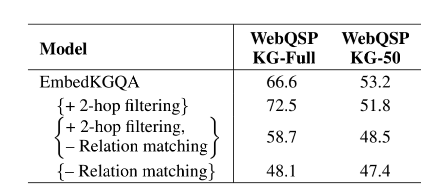 Model WebQSP KG-Full WebQSP KG-50
EmbedKGQA 66.6 53.2
{+ 2-hop filtering} 72.5 51.8
{+ 2-hop filtering,
– Relation matching} 58.7 48.5
{– Relation matching} 48.1 47.4